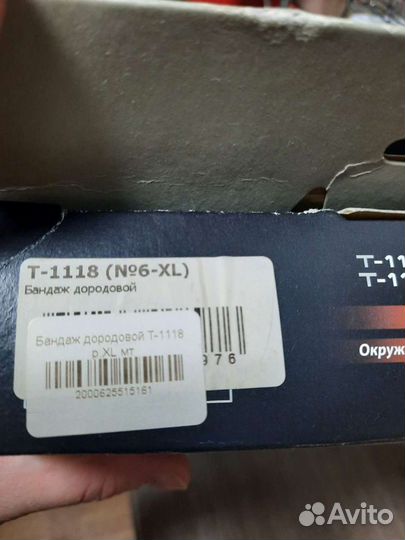 Т-1118 (№6-XL)
Бандаж дородовой
976
Бандаж дородовой Т-1118
р.XL мт
2000625515161
Т-11
Т-11
Окруж
Avito